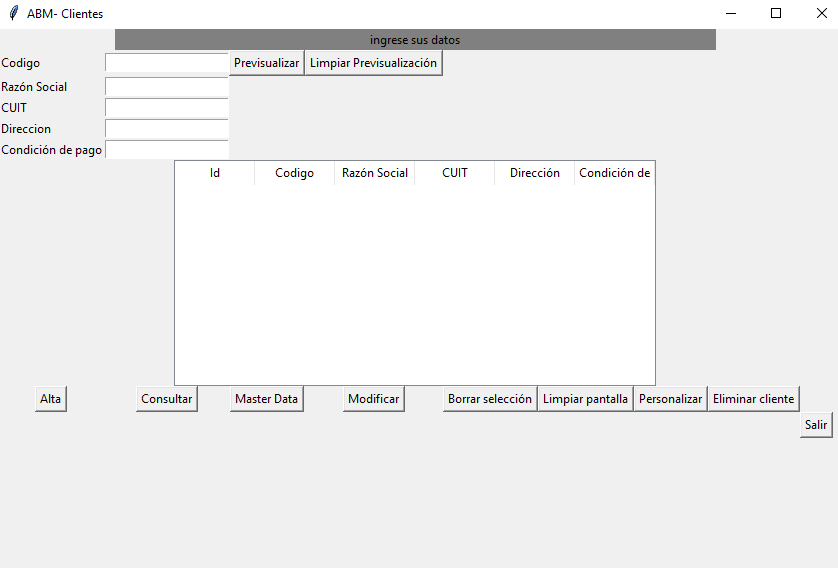 ABM- Clientes
ingrese sus datos
Codigo Previsualizar Limpiar Previsualización
Razón Social
CUIT
Direccion
Condición de pago
Id Codigo Razón Social CUIT Dirección Condición de
Alta Consultar Master Data Modificar Borrar selección Limpiar pantalla Personalizar Eliminar cliente
Salir